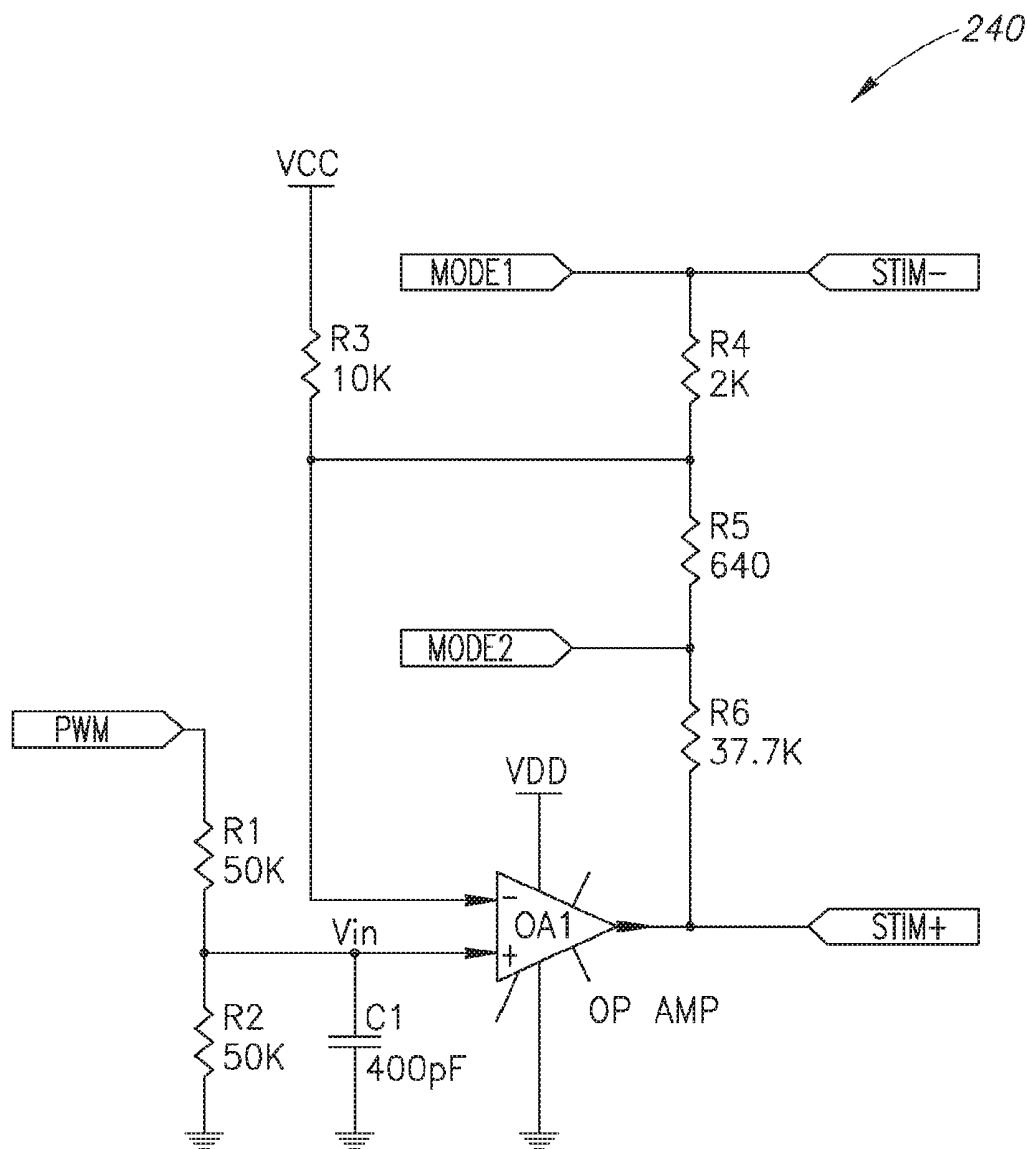 240
VCC
MODE1
STIM-
R3
10K
R4
2K
R5
640
MODE2
PWM
R6
37.7K
VDD
R1
50K
Vin
-
OA1
+
STIM+
OP AMP
R2
50K
C1
400pF